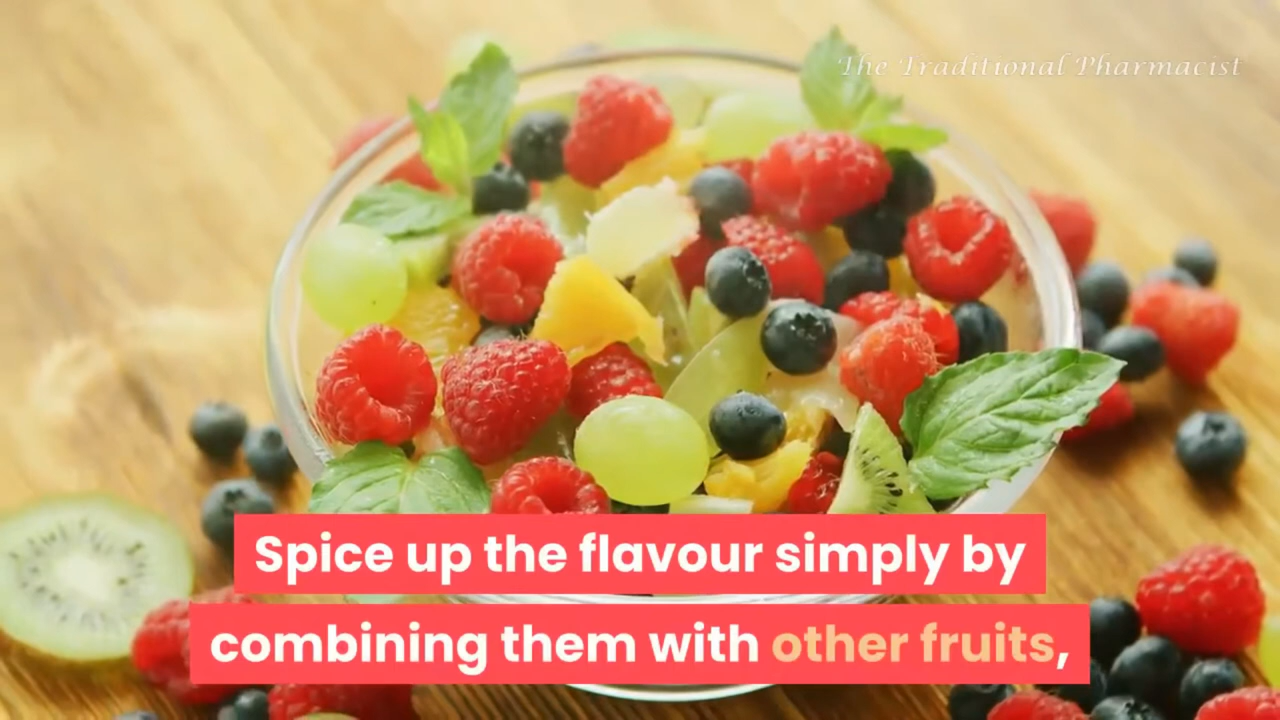 The Traditional Pharmacist
Spice up the flavour simply by
combining them with other fruits,